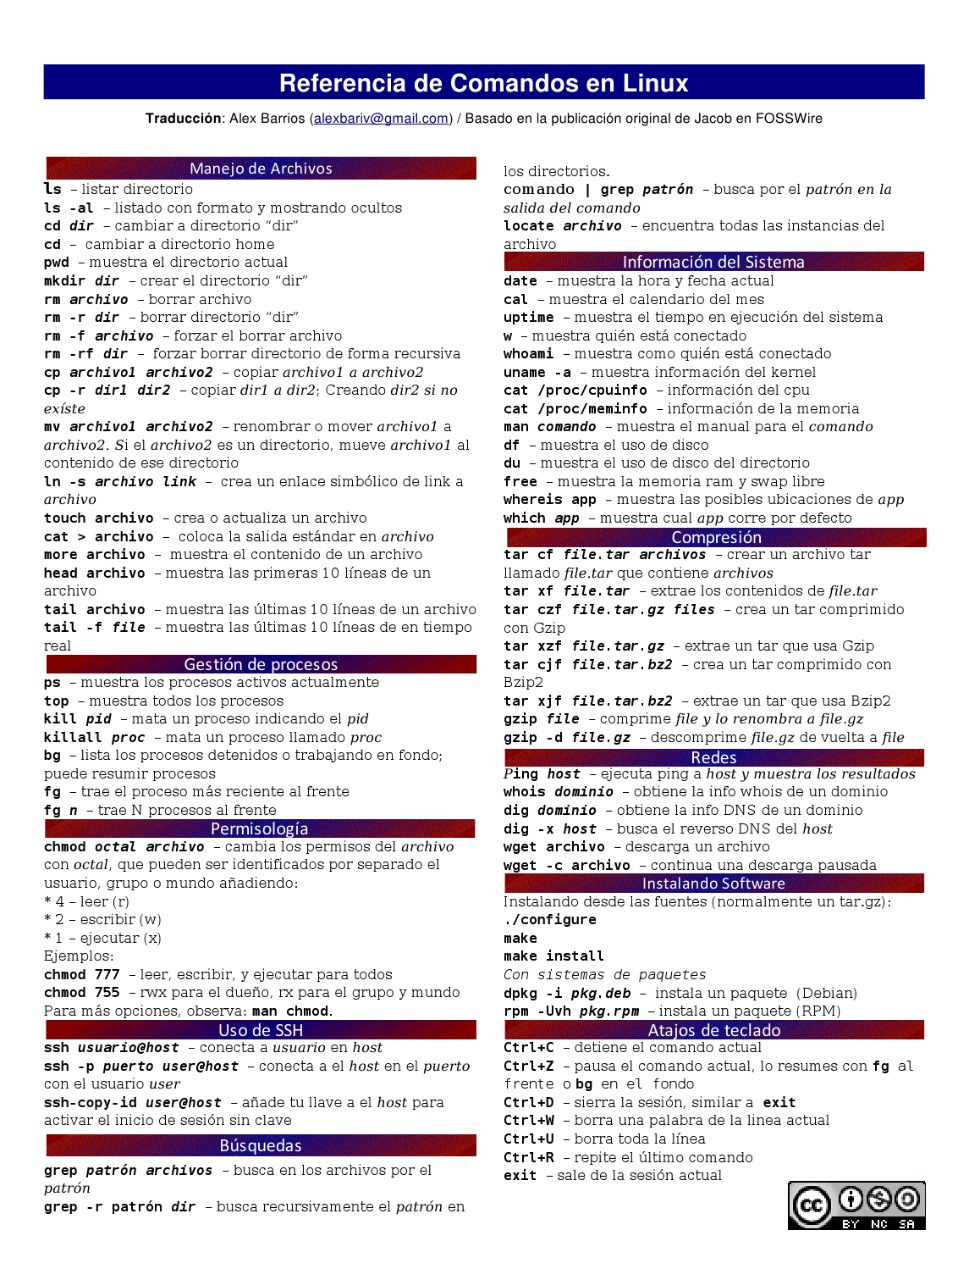 Referencia de Comandos en Linux
Traducción: Alex Barrios (alexbariv@gmail.com) / Basado en la publicación original de Jacob en FOSSWire
Manejo de Archivos
ls – listar directorio
ls -al – listado con formato y mostrando ocultos
cd dir – cambiar a directorio “dir”
cd – cambiar a directorio home
pwd – muestra el directorio actual
mkdir dir – crear el directorio “dir”
rm archivo – borrar archivo
rm -r dir – borrar directorio “dir”
rm -f archivo – forzar el borrar archivo
rm -rf dir – forzar borrar directorio de forma recursiva
cp archivo1 archivo2 – copiar archivo1 a archivo2
cp -r dir1 dir2 – copiar dir1 a dir2; Creando dir2 si no
exíste
mv archivo1 archivo2 – renombrar o mover archivo1 a
archivo2. Si el archivo2 es un directorio, mueve archivo1 al
contenido de ese directorio
ln -s archivo link – crea un enlace simbólico de link a
archivo
touch archivo – crea o actualiza un archivo
cat > archivo – coloca la salida estándar en archivo
more archivo – muestra el contenido de un archivo
head archivo – muestra las primeras 10 líneas de un
archivo
tail archivo – muestra las últimas 10 líneas de un archivo
tail -f file – muestra las últimas 10 líneas de en tiempo
real
Gestión de procesos
ps – muestra los procesos activos actualmente
top – muestra todos los procesos
kill pid – mata un proceso indicando el pid
killall proc – mata un proceso llamado proc
bg – lista los procesos detenidos o trabajando en fondo;
puede resumir procesos
fg – trae el proceso más reciente al frente
fg n – trae N procesos al frente
Permisología
chmod octal archivo – cambia los permisos del archivo
con octal, que pueden ser identificados por separado el
usuario, grupo o mundo añadiendo:
* 4 – leer (r)
* 2 – escribir (w)
* 1 – ejecutar (x)
Ejemplos:
chmod 777 – leer, escribir, y ejecutar para todos
chmod 755 – rwx para el dueño, rx para el grupo y mundo
Para más opciones, observa: man chmod.
Uso de SSH
ssh usuario@host – conecta a usuario en host
ssh -p puerto user@host – conecta a el host en el puerto
con el usuario user
ssh-copy-id user@host – añade tu llave a el host para
activar el inicio de sesión sin clave
Búsquedas
grep patrón archivos – busca en los archivos por el
patrón
grep -r patrón dir – busca recursivamente el patrón en
los directorios.
comando | grep patrón – busca por el patrón en la
salida del comando
locate archivo – encuentra todas las instancias del
archivo
Información del Sistema
date – muestra la hora y fecha actual
cal – muestra el calendario del mes
uptime – muestra el tiempo en ejecución del sistema
w – muestra quién está conectado
whoami – muestra como quién está conectado
uname -a – muestra información del kernel
cat /proc/cpuinfo – información del cpu
cat /proc/meminfo – información de la memoria
man comando – muestra el manual para el comando
df – muestra el uso de disco
du – muestra el uso de disco del directorio
free – muestra la memoria ram y swap libre
whereis app – muestra las posibles ubicaciones de app
which app – muestra cual app corre por defecto
Compresión
tar cf file.tar archivos – crear un archivo tar
llamado file.tar que contiene archivos
tar xf file.tar – extrae los contenidos de file.tar
tar czf file.tar.gz files – crea un tar comprimido
con Gzip
tar xzf file.tar.gz – extrae un tar que usa Gzip
tar cjf file.tar.bz2 – crea un tar comprimido con
Bzip2
tar xjf file.tar.bz2 – extrae un tar que usa Bzip2
gzip file – comprime file y lo renombra a file.gz
gzip -d file.gz – descomprime file.gz de vuelta a file
Redes
Ping host – ejecuta ping a host y muestra los resultados
whois dominio – obtiene la info whois de un dominio
dig dominio – obtiene la info DNS de un dominio
dig -x host – busca el reverso DNS del host
wget archivo – descarga un archivo
wget -c archivo – continua una descarga pausada
Instalando Software
Instalando desde las fuentes (normalmente un tar.gz):
./configure
make
make install
Con sistemas de paquetes
dpkg -i pkg.deb – instala un paquete (Debian)
rpm -Uvh pkg.rpm – instala un paquete (RPM)
Atajos de teclado
Ctrl+C – detiene el comando actual
Ctrl+Z – pausa el comando actual, lo resumes con fg al
frente o bg en el fondo
Ctrl+D – sierra la sesión, similar a exit
Ctrl+W – borra una palabra de la linea actual
Ctrl+U – borra toda la línea
Ctrl+R – repite el último comando
exit – sale de la sesión actual
cc
BY NC SA